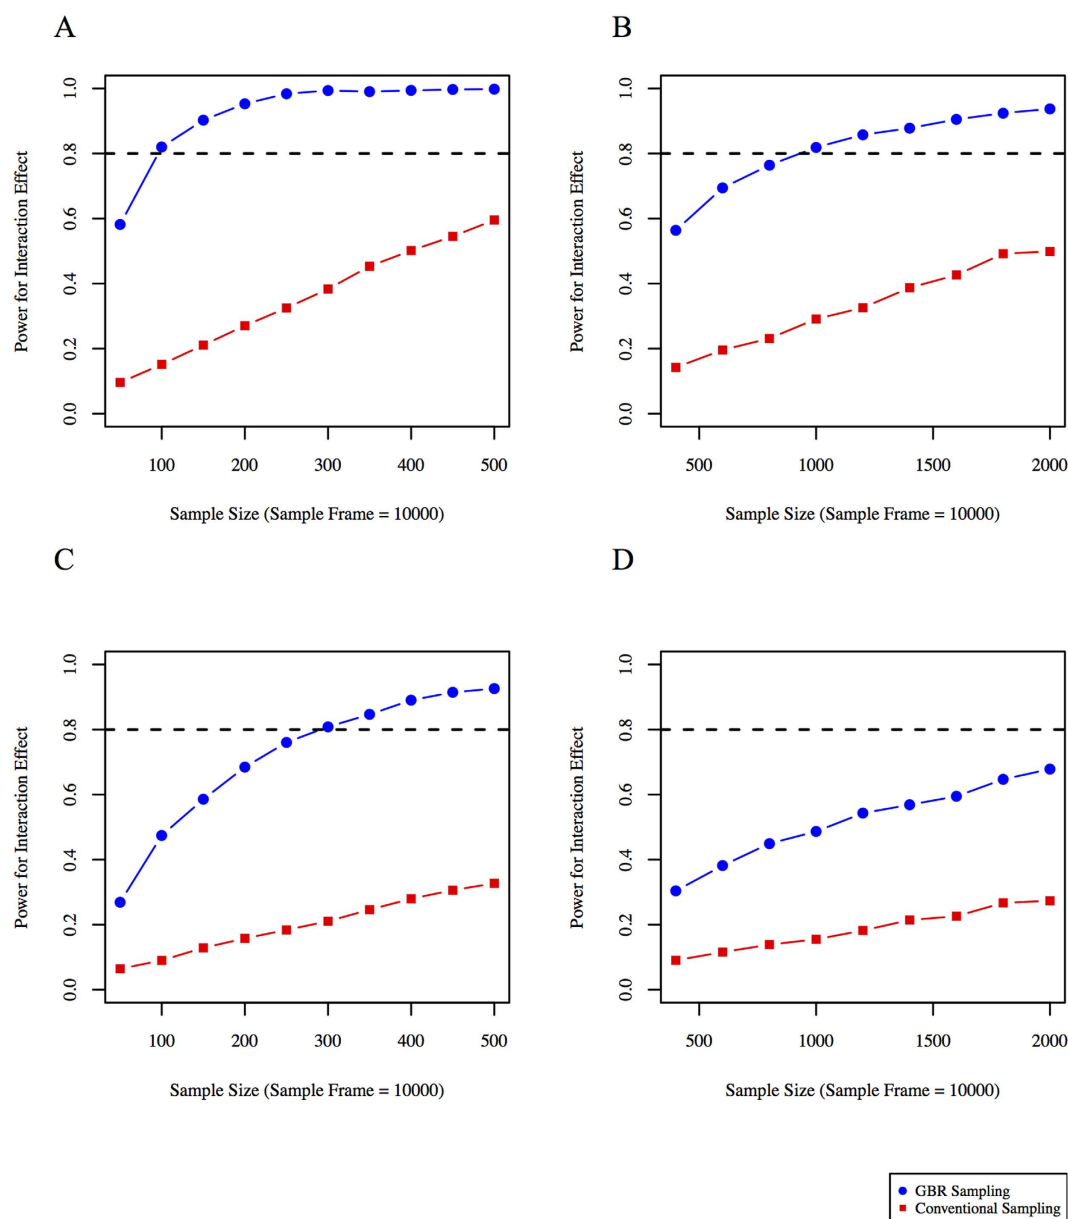 A
Power for Interaction Effect
1.0
0.8
0.6
0.4
0.2
0.0
100 200 300 400 500
Sample Size (Sample Frame = 10000)
B
Power for Interaction Effect
1.0
0.8
0.6
0.4
0.2
0.0
500 1000 1500 2000
Sample Size (Sample Frame = 10000)
C
Power for Interaction Effect
1.0
0.8
0.6
0.4
0.2
0.0
100 200 300 400 500
Sample Size (Sample Frame = 10000)
D
Power for Interaction Effect
1.0
0.8
0.6
0.4
0.2
0.0
500 1000 1500 2000
Sample Size (Sample Frame = 10000)
GBR Sampling
Conventional Sampling